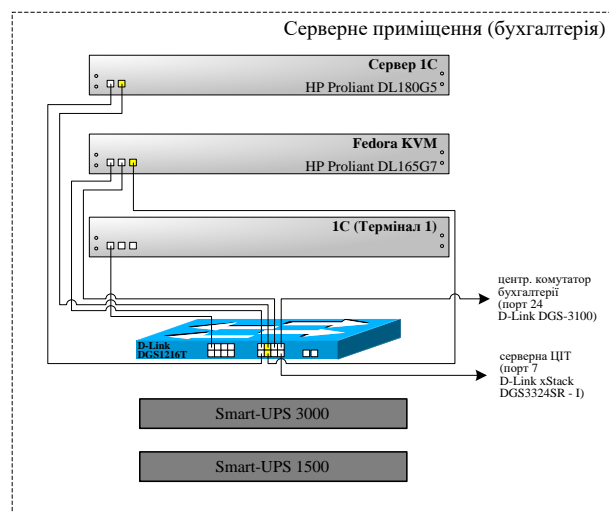 Серверне приміщення (бухгалтерія)
Сервер 1С
HP Proliant DL180G5
Fedora KVM
HP Proliant DL165G7
1С (Термінал 1)
центр. комутатор
бухгалтерії
(порт 24
D-Link DGS-3100)
D-Link
DGS1216T
серверна ЦІТ
(порт 7
D-Link xStack
DGS3324SR - I)
Smart-UPS 3000
Smart-UPS 1500